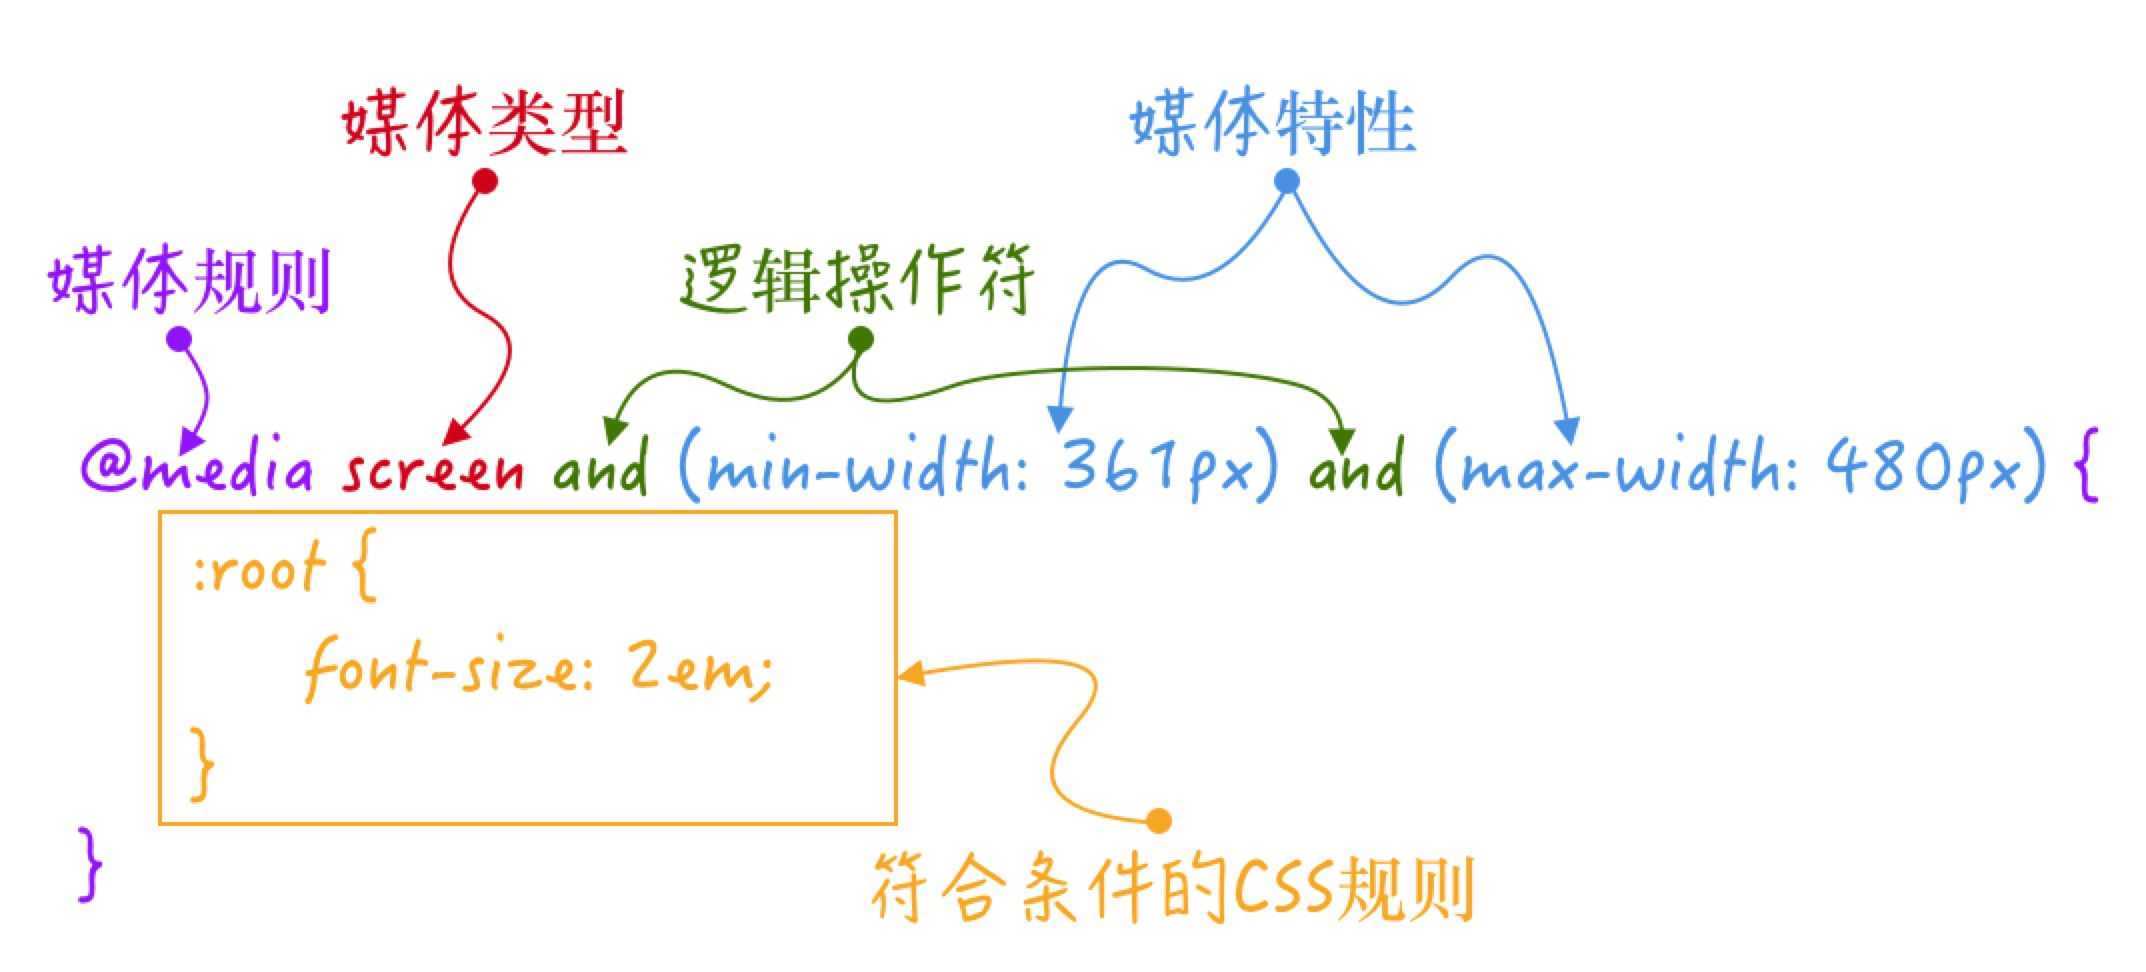 媒体类型
媒体特性
媒体规则
逻辑操作符
@media screen and (min-width: 361px) and (max-width: 480px) {
:root {
font-size: 2em;
}
}
符合条件的CSS规则